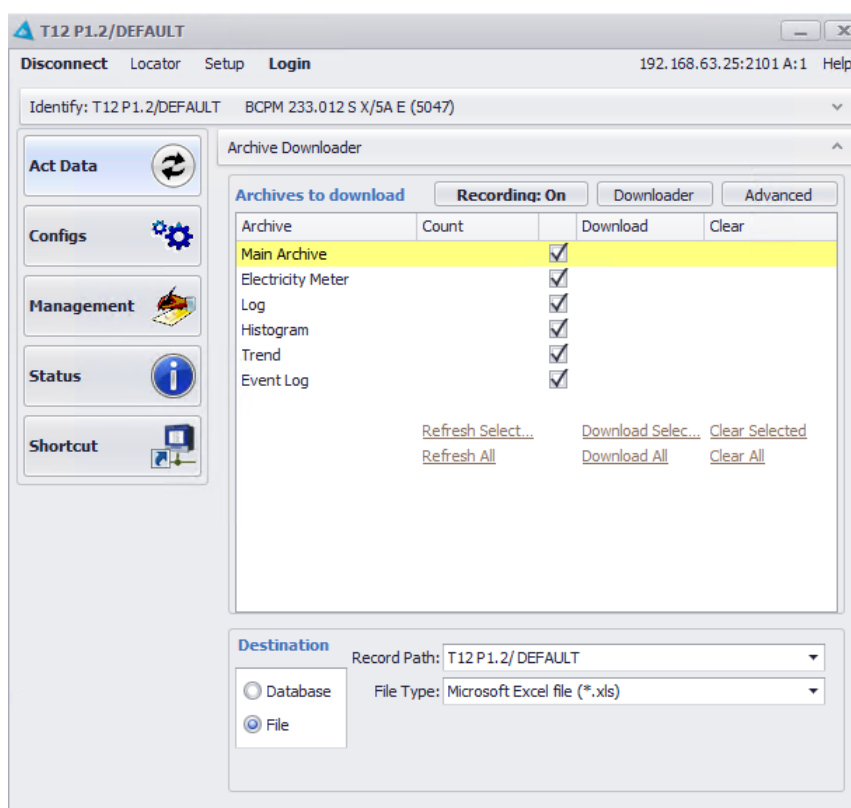 T12 P1.2/DEFAULT
Disconnect Locator Setup Login 192.168.63.25:2101 A:1 Help
Identify: T12 P1.2/DEFAULT BCPM 233.012 S X/5A E (5047)
Act Data
Configs
Management
Status
Shortcut
Archive Downloader
Archives to download Recording: On Downloader Advanced
Archive Count Download Clear
Main Archive
Electricity Meter
Log
Histogram
Trend
Event Log
Refresh Select... Download Selec... Clear Selected
Refresh All Download All Clear All
Destination
Record Path: T12 P1.2/ DEFAULT
Database
File Type: Microsoft Excel file (*.xls)
File